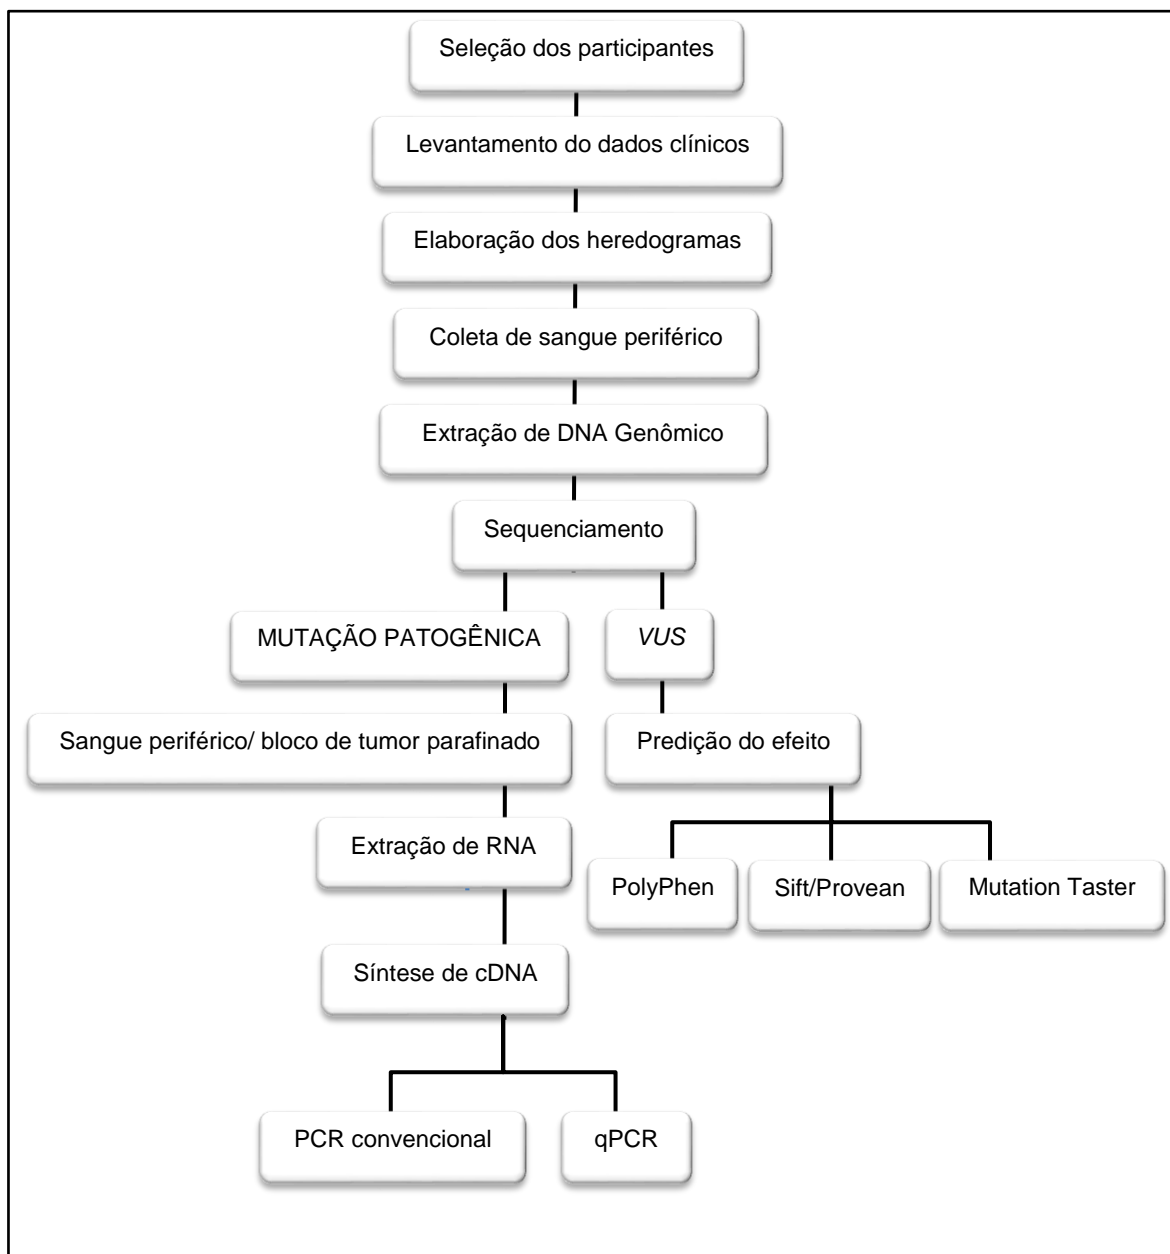 Seleção dos participantes
Levantamento do dados clínicos
Elaboração dos heredogramas
Coleta de sangue periférico
Extração de DNA Genômico
Sequenciamento
MUTAÇÃO PATOGÊNICA
VUS
Sangue periférico/ bloco de tumor parafinado
Predição do efeito
Extração de RNA
PolyPhen
Sift/Provean
Mutation Taster
Síntese de cDNA
PCR convencional
qPCR